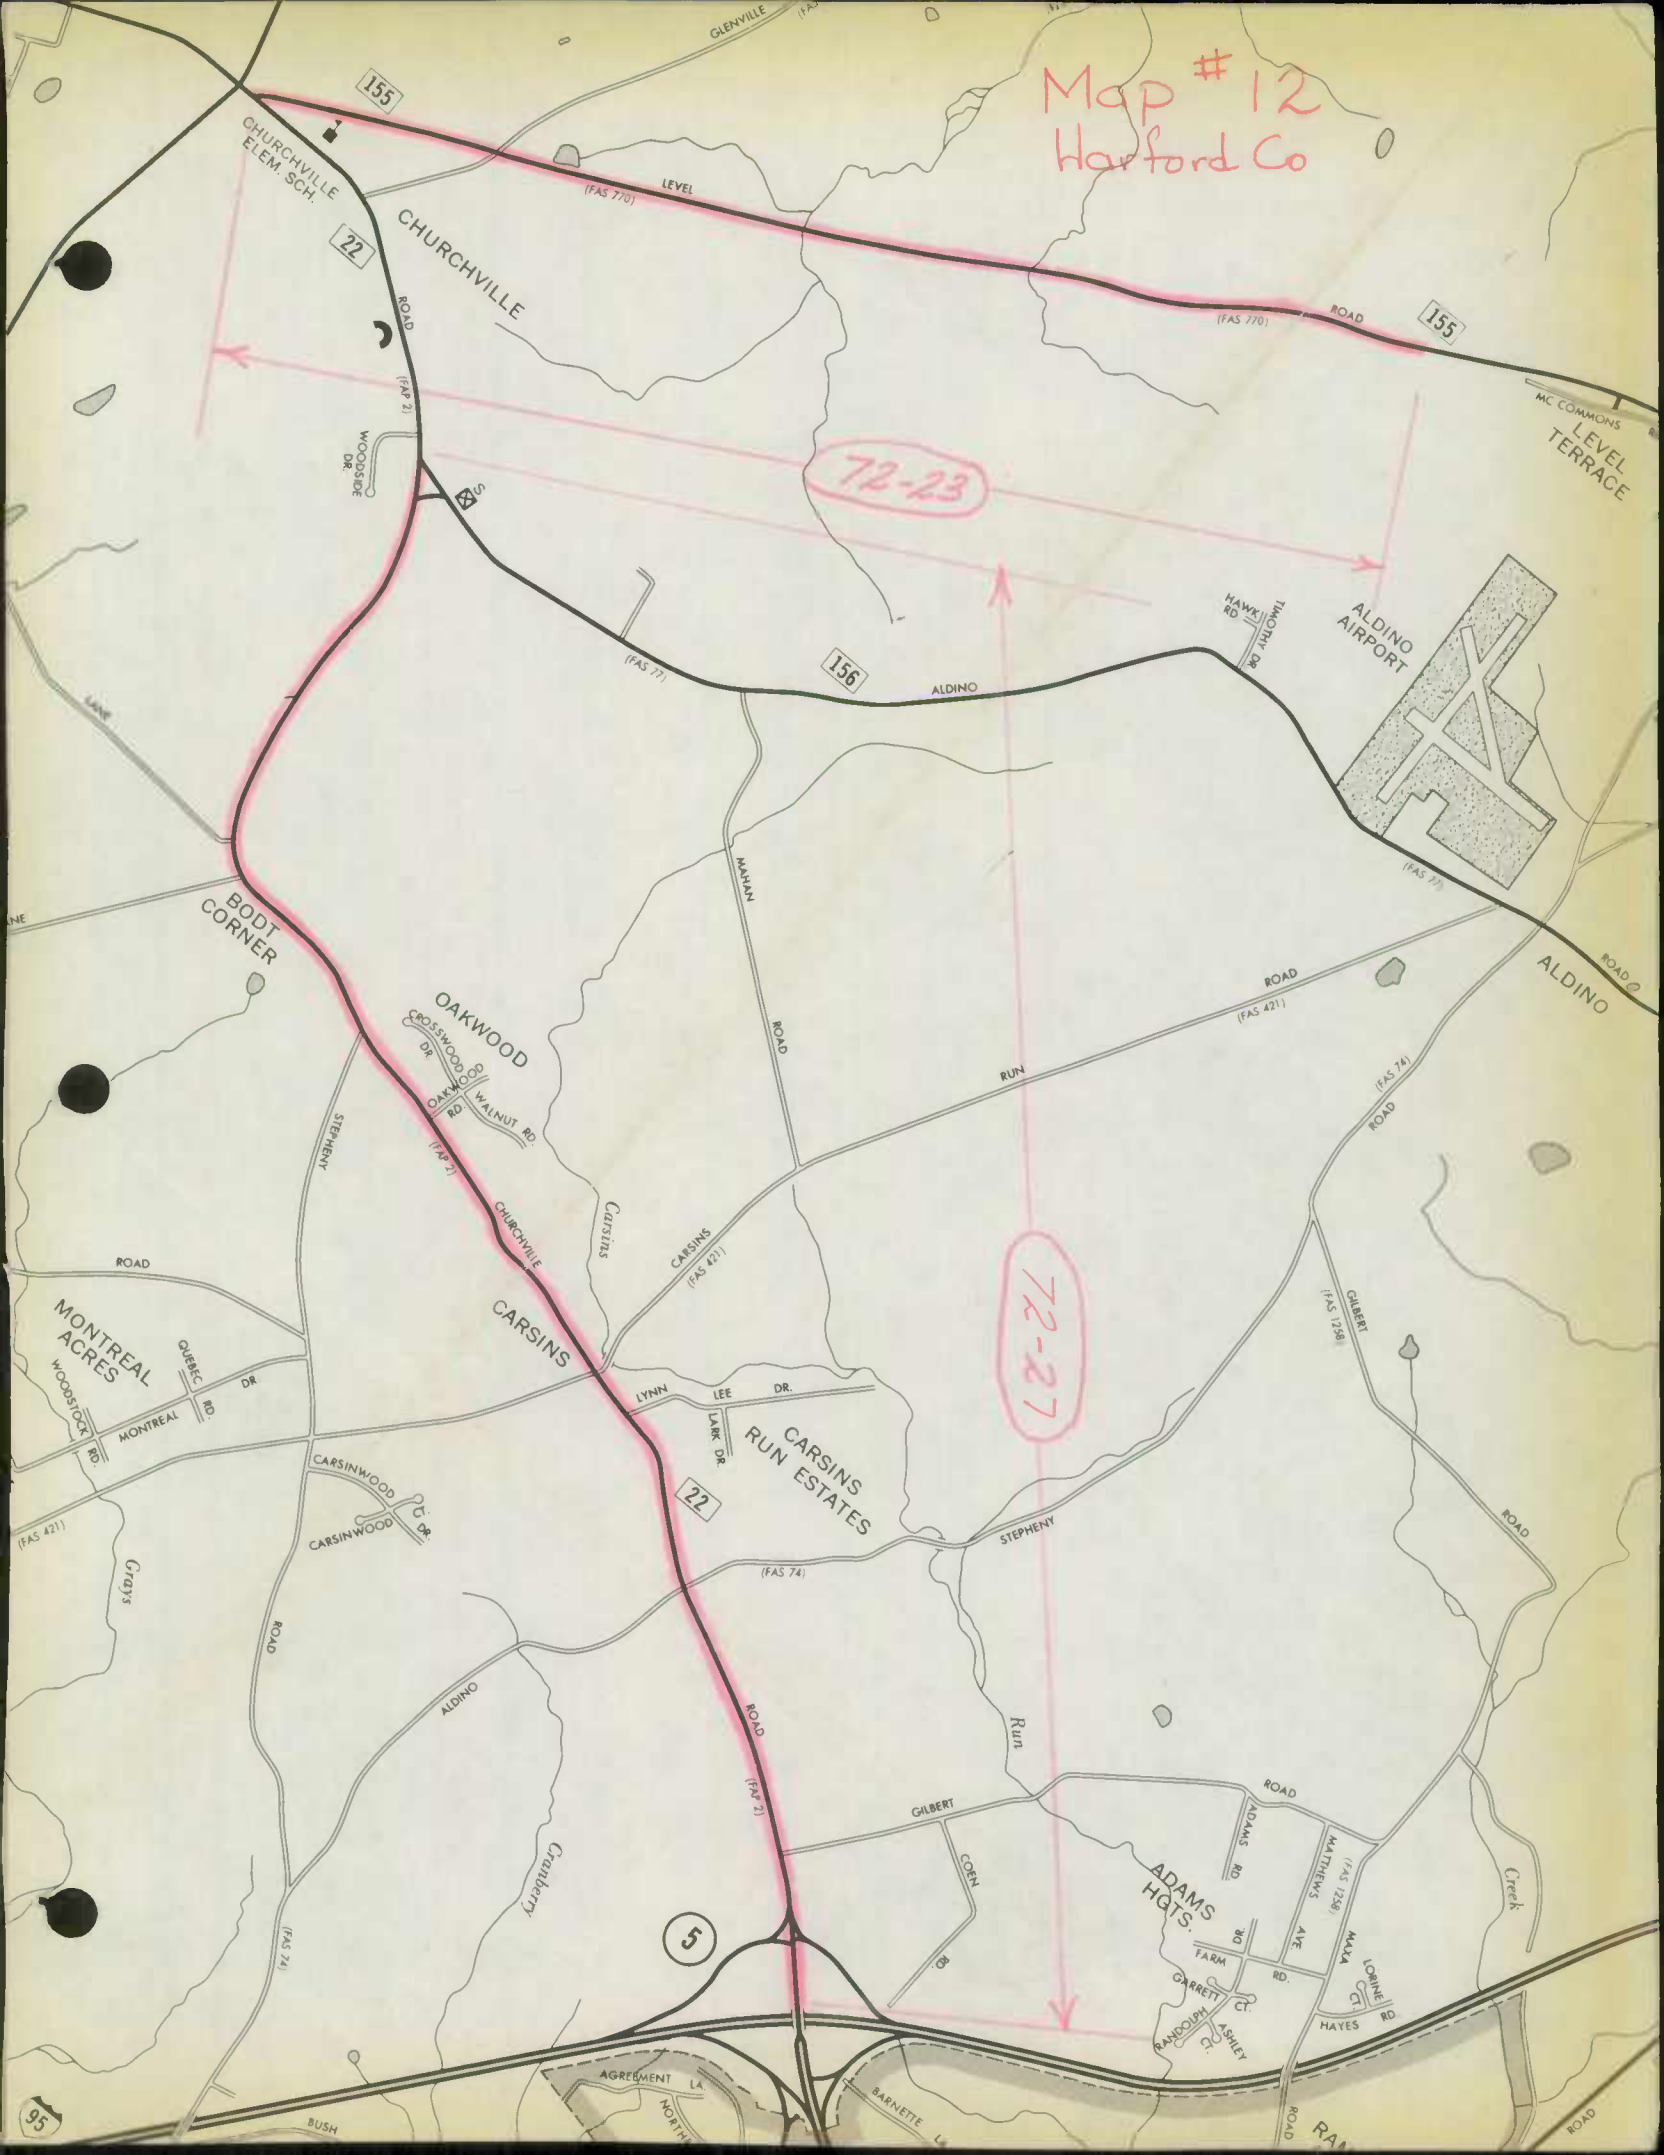 GLENVILLE
Map # 12
Harford Co
155
CHURCHVILLE
ELEM. SCH.
LEVEL
(FAS 770)
22
CHURCHVILLE
ROAD
(FAP 2)
ROAD
(FAS 770)
155
MC COMMONS
LEVEL
TERRACE
WOODSIDE
DR.
S
72-23
HAWK
RD
TIMOTHY DR
ALDINO
AIRPORT
(FAS 77)
156
ALDINO
LANE
MAHAN
ROAD
(FAS 77)
BODT
CORNER
ROAD
(FAS 421)
ALDINO
ROAD
OAKWOOD
CROSSWOOD
DR.
OAKWOOD
RD.
WALNUT RD.
RUN
(FAS 74)
ROAD
STEPHENY
(FAP 2)
CHURCHVILLE
Carsins
CARSINS
(FAS 421)
ROAD
GILBERT
(FAS 1258)
72-27
MONTREAL
ACRES
QUEBEC
RD.
WOODSTOCK
RD.
MONTREAL
DR
CARSINS
LYNN
LEE
DR.
LARK DR.
CARSINS
RUN ESTATES
CARSINWOOD
CT.
CARSINWOOD
DR.
22
(FAS 421)
STEPHENY
ROAD
(FAS 74)
Grays
ROAD
ALDINO
ROAD
(FAP 2)
Run
GILBERT
ROAD
ADAMS
RD
MATTHEWS
AVE
(FAS 1258)
MAXA
COEN
RD
ADAMS
HGTS.
Creek
Cranberry
5
(FAS 74)
FARM
DR.
RD.
GARRETT
CT.
LORINE
CT.
RD.
HAYES
RANDOLPH
ASHLEY
CT.
95
BUSH
AGREEMENT
LA.
BARNETTE
ROAD
ROAD